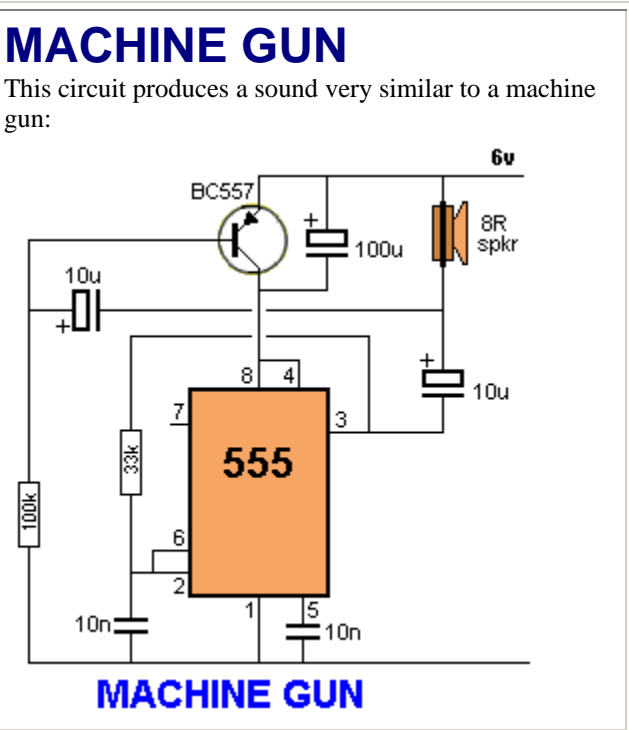 MACHINE GUN
This circuit produces a sound very similar to a machine
gun:
6v
BC557
+
100u
8R
spkr
10u
+
+
10u
8
4
7
3
33k
555
100k
6
2
1
5
10n
10n
MACHINE GUN